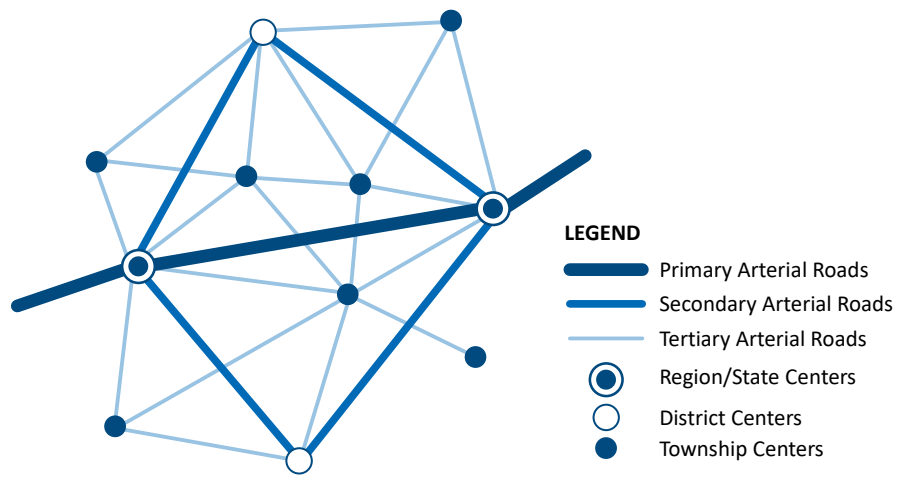 LEGEND
Primary Arterial Roads
Secondary Arterial Roads
Tertiary Arterial Roads
Region/State Centers
District Centers
Township Centers